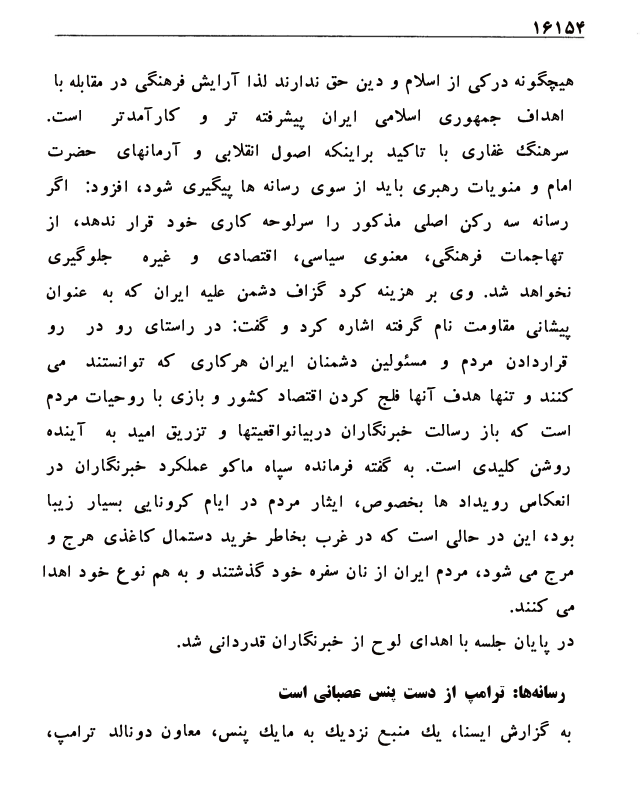 ۱۶۱۵۴
هیچگونه درکی از اسلام و دین حق ندارند لذا آرایش فرهنگی در مقابله با
اهداف جمهوری اسلامی ایران پیشرفته تر و کارآمدتر است.
سرهنگ غفاری با تاکید براینکه اصول انقلابی و آرمانهای حضرت
امام و منویات رهبری باید از سوی رسانه ها پیگیری شود، افزود: اگر
رسانه سه رکن اصلی مذکور را سرلوحه کاری خود قرار ندهد، از
تهاجمات فرهنگی، معنوی سیاسی، اقتصادی و غیره جلوگیری
نخواهد شد. وی بر هزینه کرد گزاف دشمن علیه ایران که به عنوان
پیشانی مقاومت نام گرفته اشاره کرد و گفت: در راستای رو در رو
قراردادن مردم و مسئولین دشمنان ایران هرکاری که توانستند می
کنند و تنها هدف آنها فلج کردن اقتصاد کشور و بازی با روحیات مردم
است که باز رسالت خبرنگاران دربیانواقعیتها و تزریق امید به آینده
روشن کلیدی است. به گفته فرمانده سپاه ماکو عملکرد خبرنگاران در
انعکاس رویداد ها بخصوص، ایثار مردم در ایام کرونایی بسیار زیبا
بود، این در حالی است که در غرب بخاطر خرید دستمال کاغذی هرج و
مرج می شود، مردم ایران از نان سفره خود گذشتند و به هم نوع خود اهدا
می کنند.
در پایان جلسه با اهدای لوح از خبرنگاران قدردانی شد.
رسانه‌ها: ترامپ از دست پنس عصبانی است
به گزارش ایسنا، یك منبع نزدیك به مایك پنس، معاون دونالد ترامپ،